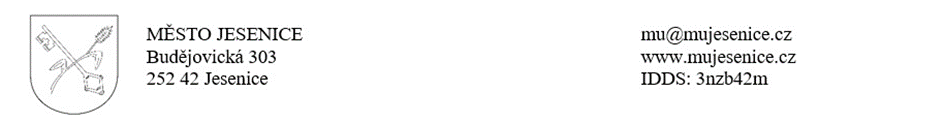 MĚSTO JESENICE
Budějovická 303
252 42 Jesenice
mu@mujesenice.cz
www.mujesenice.cz
IDDS: 3nzb42m